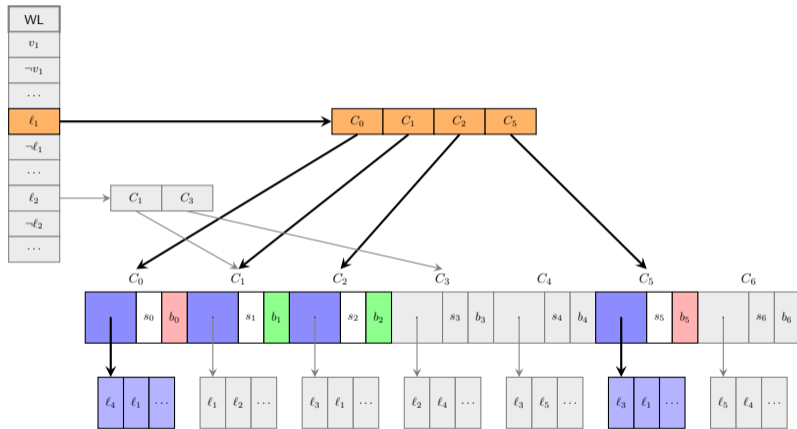 WL
v₁
¬v₁
...
ℓ₁
¬ℓ₁
...
ℓ₂
¬ℓ₂
...
C₀ C₁ C₂ C₅
C₁ C₃
C₀ C₁ C₂ C₃ C₄ C₅ C₆
s₀ b₀ s₁ b₁ s₂ b₂ s₃ b₃ s₄ b₄ s₅ b₅ s₆ b₆
ℓ₄ ℓ₁ ... ℓ₁ ℓ₂ ... ℓ₃ ℓ₁ ... ℓ₂ ℓ₄ ... ℓ₃ ℓ₅ ... ℓ₃ ℓ₁ ... ℓ₅ ℓ₄ ...